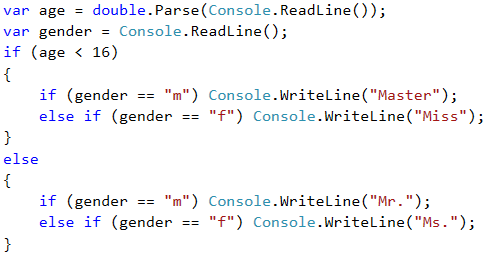 var age = double.Parse(Console.ReadLine());
var gender = Console.ReadLine();
if (age < 16)
{
    if (gender == "m") Console.WriteLine("Master");
    else if (gender == "f") Console.WriteLine("Miss");
}
else
{
    if (gender == "m") Console.WriteLine("Mr.");
    else if (gender == "f") Console.WriteLine("Ms.");
}